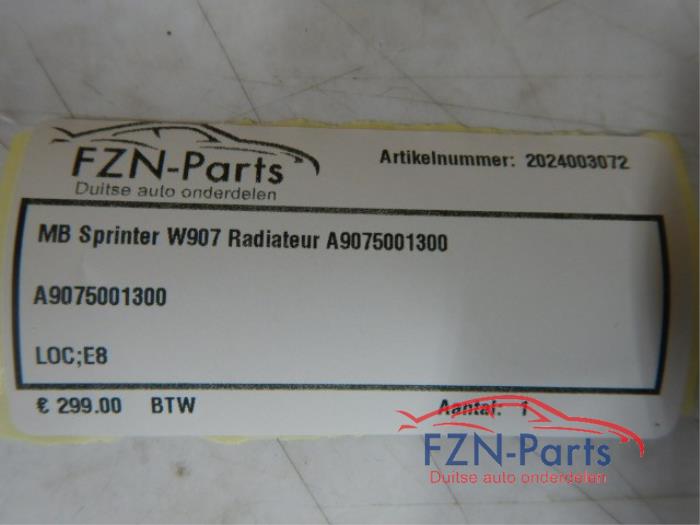 FZN-Parts
Duitse auto onderdelen
Artikelnummer: 2024003072
MB Sprinter W907 Radiateur A9075001300
A9075001300
LOC;E8
€ 299.00 BTW Aantal: 1
FZN-Parts
Duitse auto onderdelen